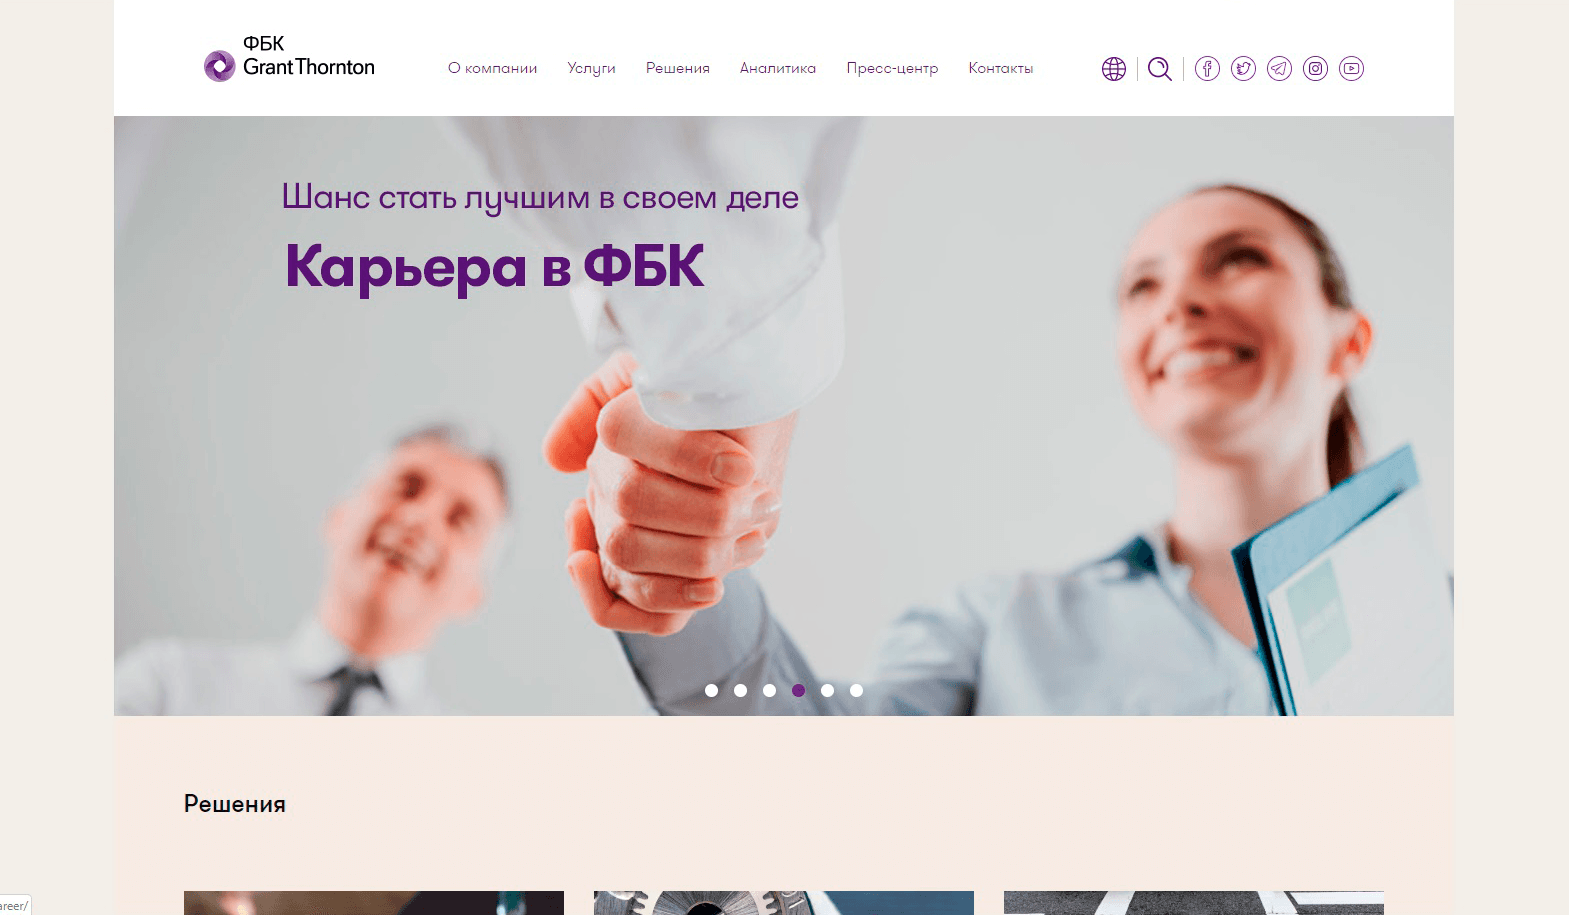 ФБК
Grant Thornton
О компании Услуги Решения Аналитика Пресс-центр Контакты
Шанс стать лучшим в своем деле
Карьера в ФБК
Решения
areer/